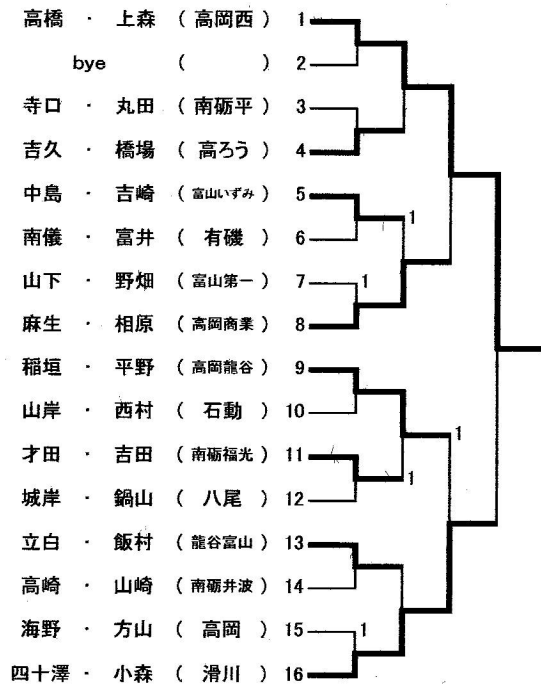 高橋 ・ 上森 ( 高岡西 ) 1
bye ( ) 2
寺口 ・ 丸田 ( 南砺平 ) 3
吉久 ・ 橋場 ( 高ろう ) 4
中島 ・ 吉崎 ( 富山いずみ ) 5
1
南儀 ・ 富井 ( 有磯 ) 6
山下 ・ 野畑 ( 富山第一 ) 7 1
麻生 ・ 相原 ( 高岡商業 ) 8
稲垣 ・ 平野 ( 高岡龍谷 ) 9
山岸 ・ 西村 ( 石動 ) 10
1
才田 ・ 吉田 ( 南砺福光 ) 11
1
城岸 ・ 鍋山 ( 八尾 ) 12
立白 ・ 飯村 ( 龍谷富山 ) 13
高崎 ・ 山崎 ( 南砺井波 ) 14
海野 ・ 方山 ( 高岡 ) 15 1
四十澤 ・ 小森 ( 滑川 ) 16